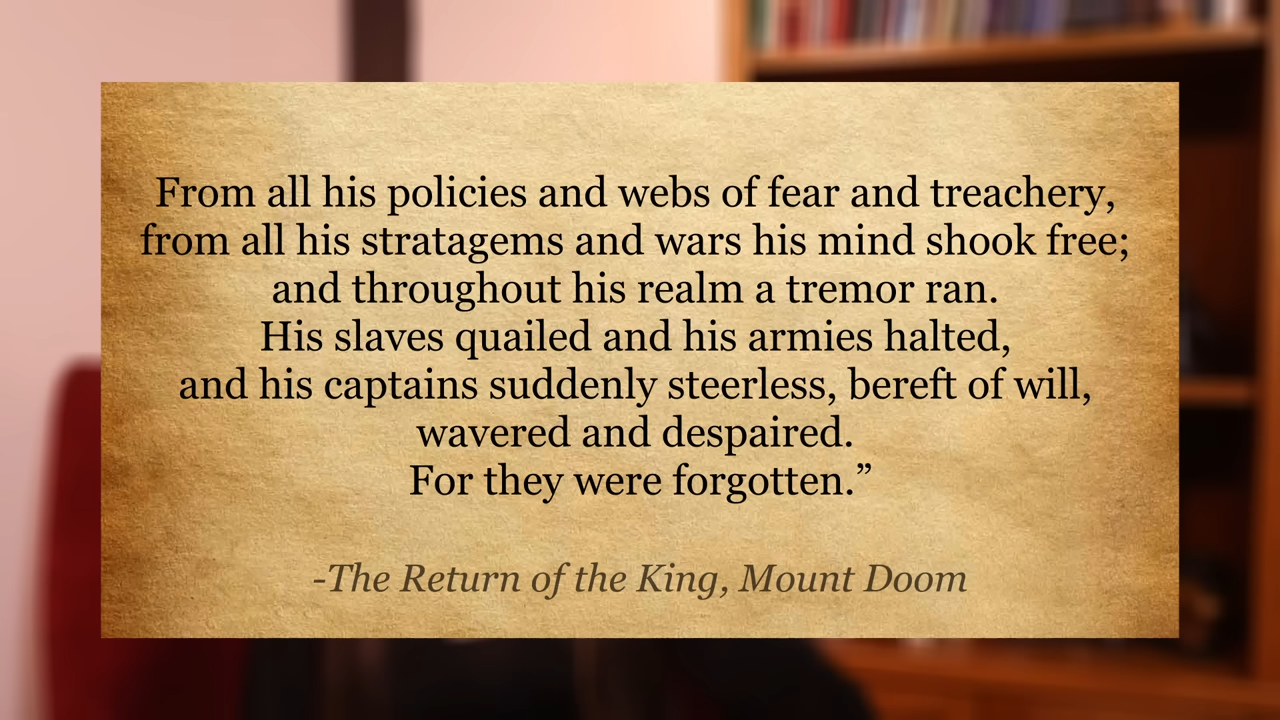 From all his policies and webs of fear and treachery,
from all his stratagems and wars his mind shook free;
and throughout his realm a tremor ran.
His slaves quailed and his armies halted,
and his captains suddenly steerless, bereft of will,
wavered and despaired.
For they were forgotten.”
-The Return of the King, Mount Doom